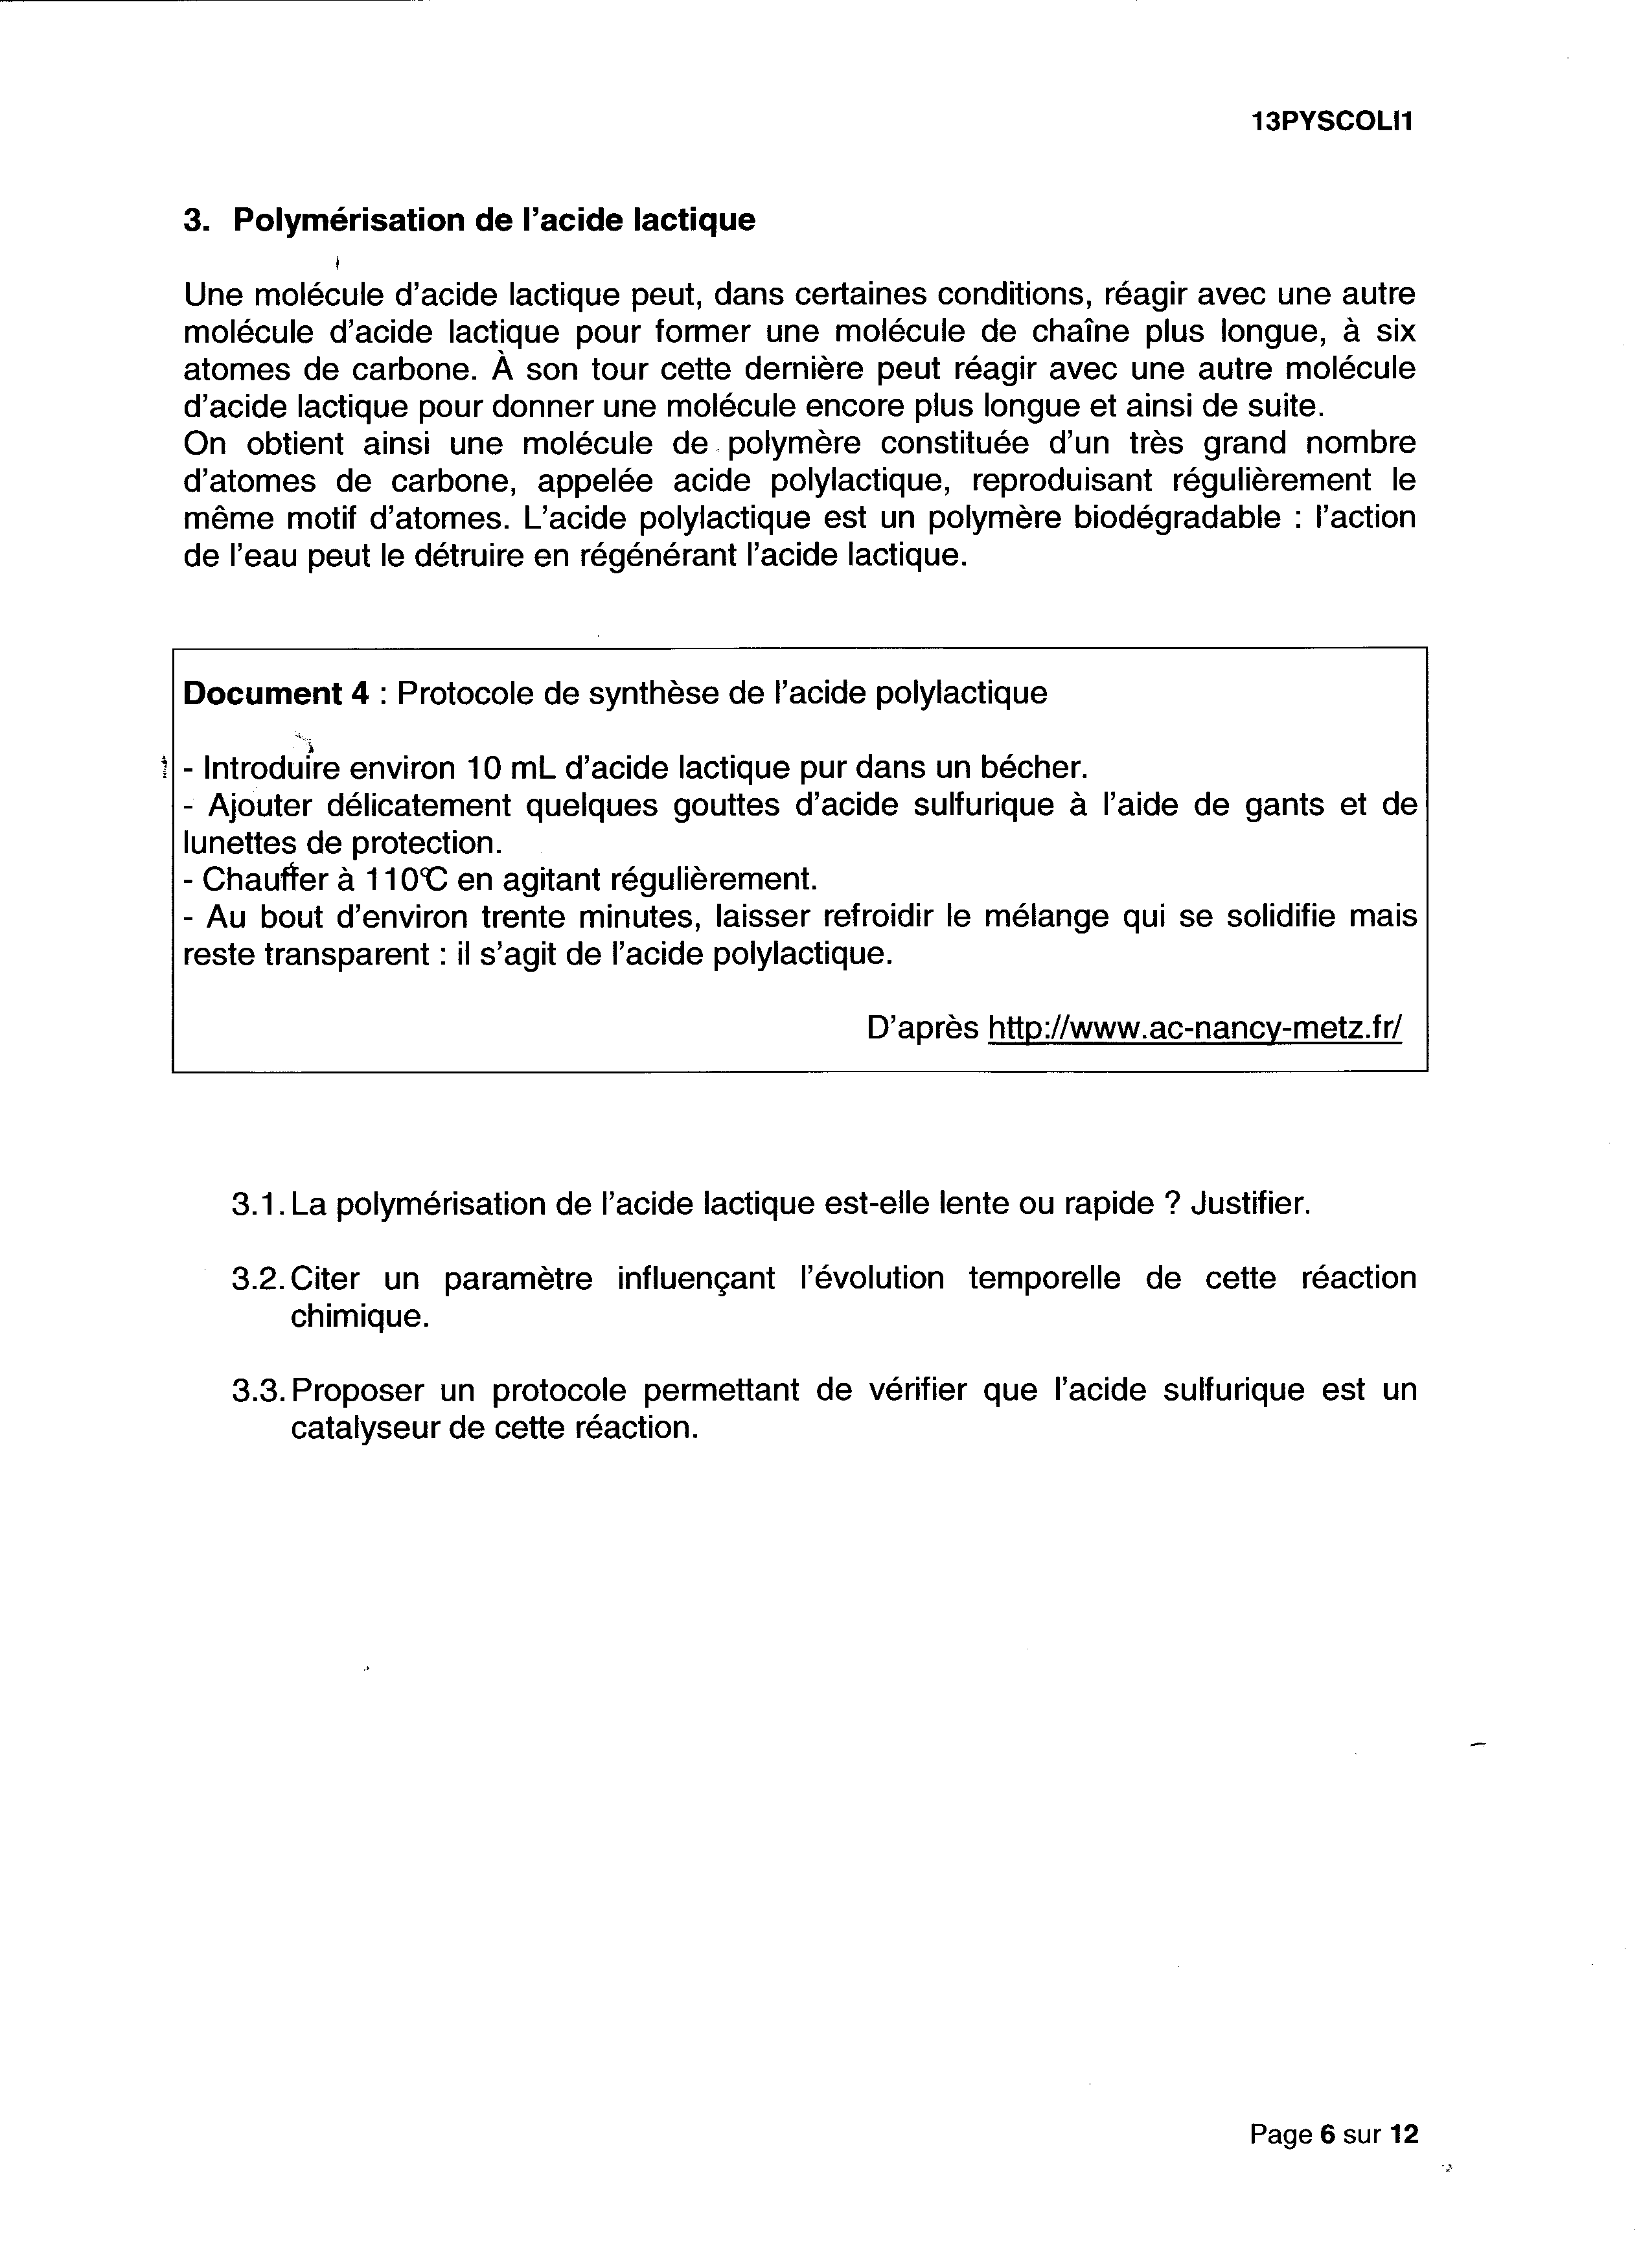 13PYSCOLI1
3. Polymérisation de l'acide lactique
Une molécule d'acide lactique peut, dans certaines conditions, réagir avec une autre
molécule d'acide lactique pour former une molécule de chaîne plus longue, à six
atomes de carbone. À son tour cette dernière peut réagir avec une autre molécule
d'acide lactique pour donner une molécule encore plus longue et ainsi de suite.
On obtient ainsi une molécule de polymère constituée d'un très grand nombre
d'atomes de carbone, appelée acide polylactique, reproduisant régulièrement le
même motif d'atomes. L'acide polylactique est un polymère biodégradable : l'action
de l'eau peut le détruire en régénérant l'acide lactique.
Document 4 : Protocole de synthèse de l'acide polylactique
- Introduire environ 10 mL d'acide lactique pur dans un bécher.
- Ajouter délicatement quelques gouttes d'acide sulfurique à l'aide de gants et de
lunettes de protection.
- Chauffer à 110°C en agitant régulièrement.
- Au bout d'environ trente minutes, laisser refroidir le mélange qui se solidifie mais
reste transparent : il s'agit de l'acide polylactique.
D'après http://www.ac-nancy-metz.fr/
3.1. La polymérisation de l'acide lactique est-elle lente ou rapide ? Justifier.
3.2. Citer un paramètre influençant l'évolution temporelle de cette réaction
chimique.
3.3. Proposer un protocole permettant de vérifier que l'acide sulfurique est un
catalyseur de cette réaction.
Page 6 sur 12